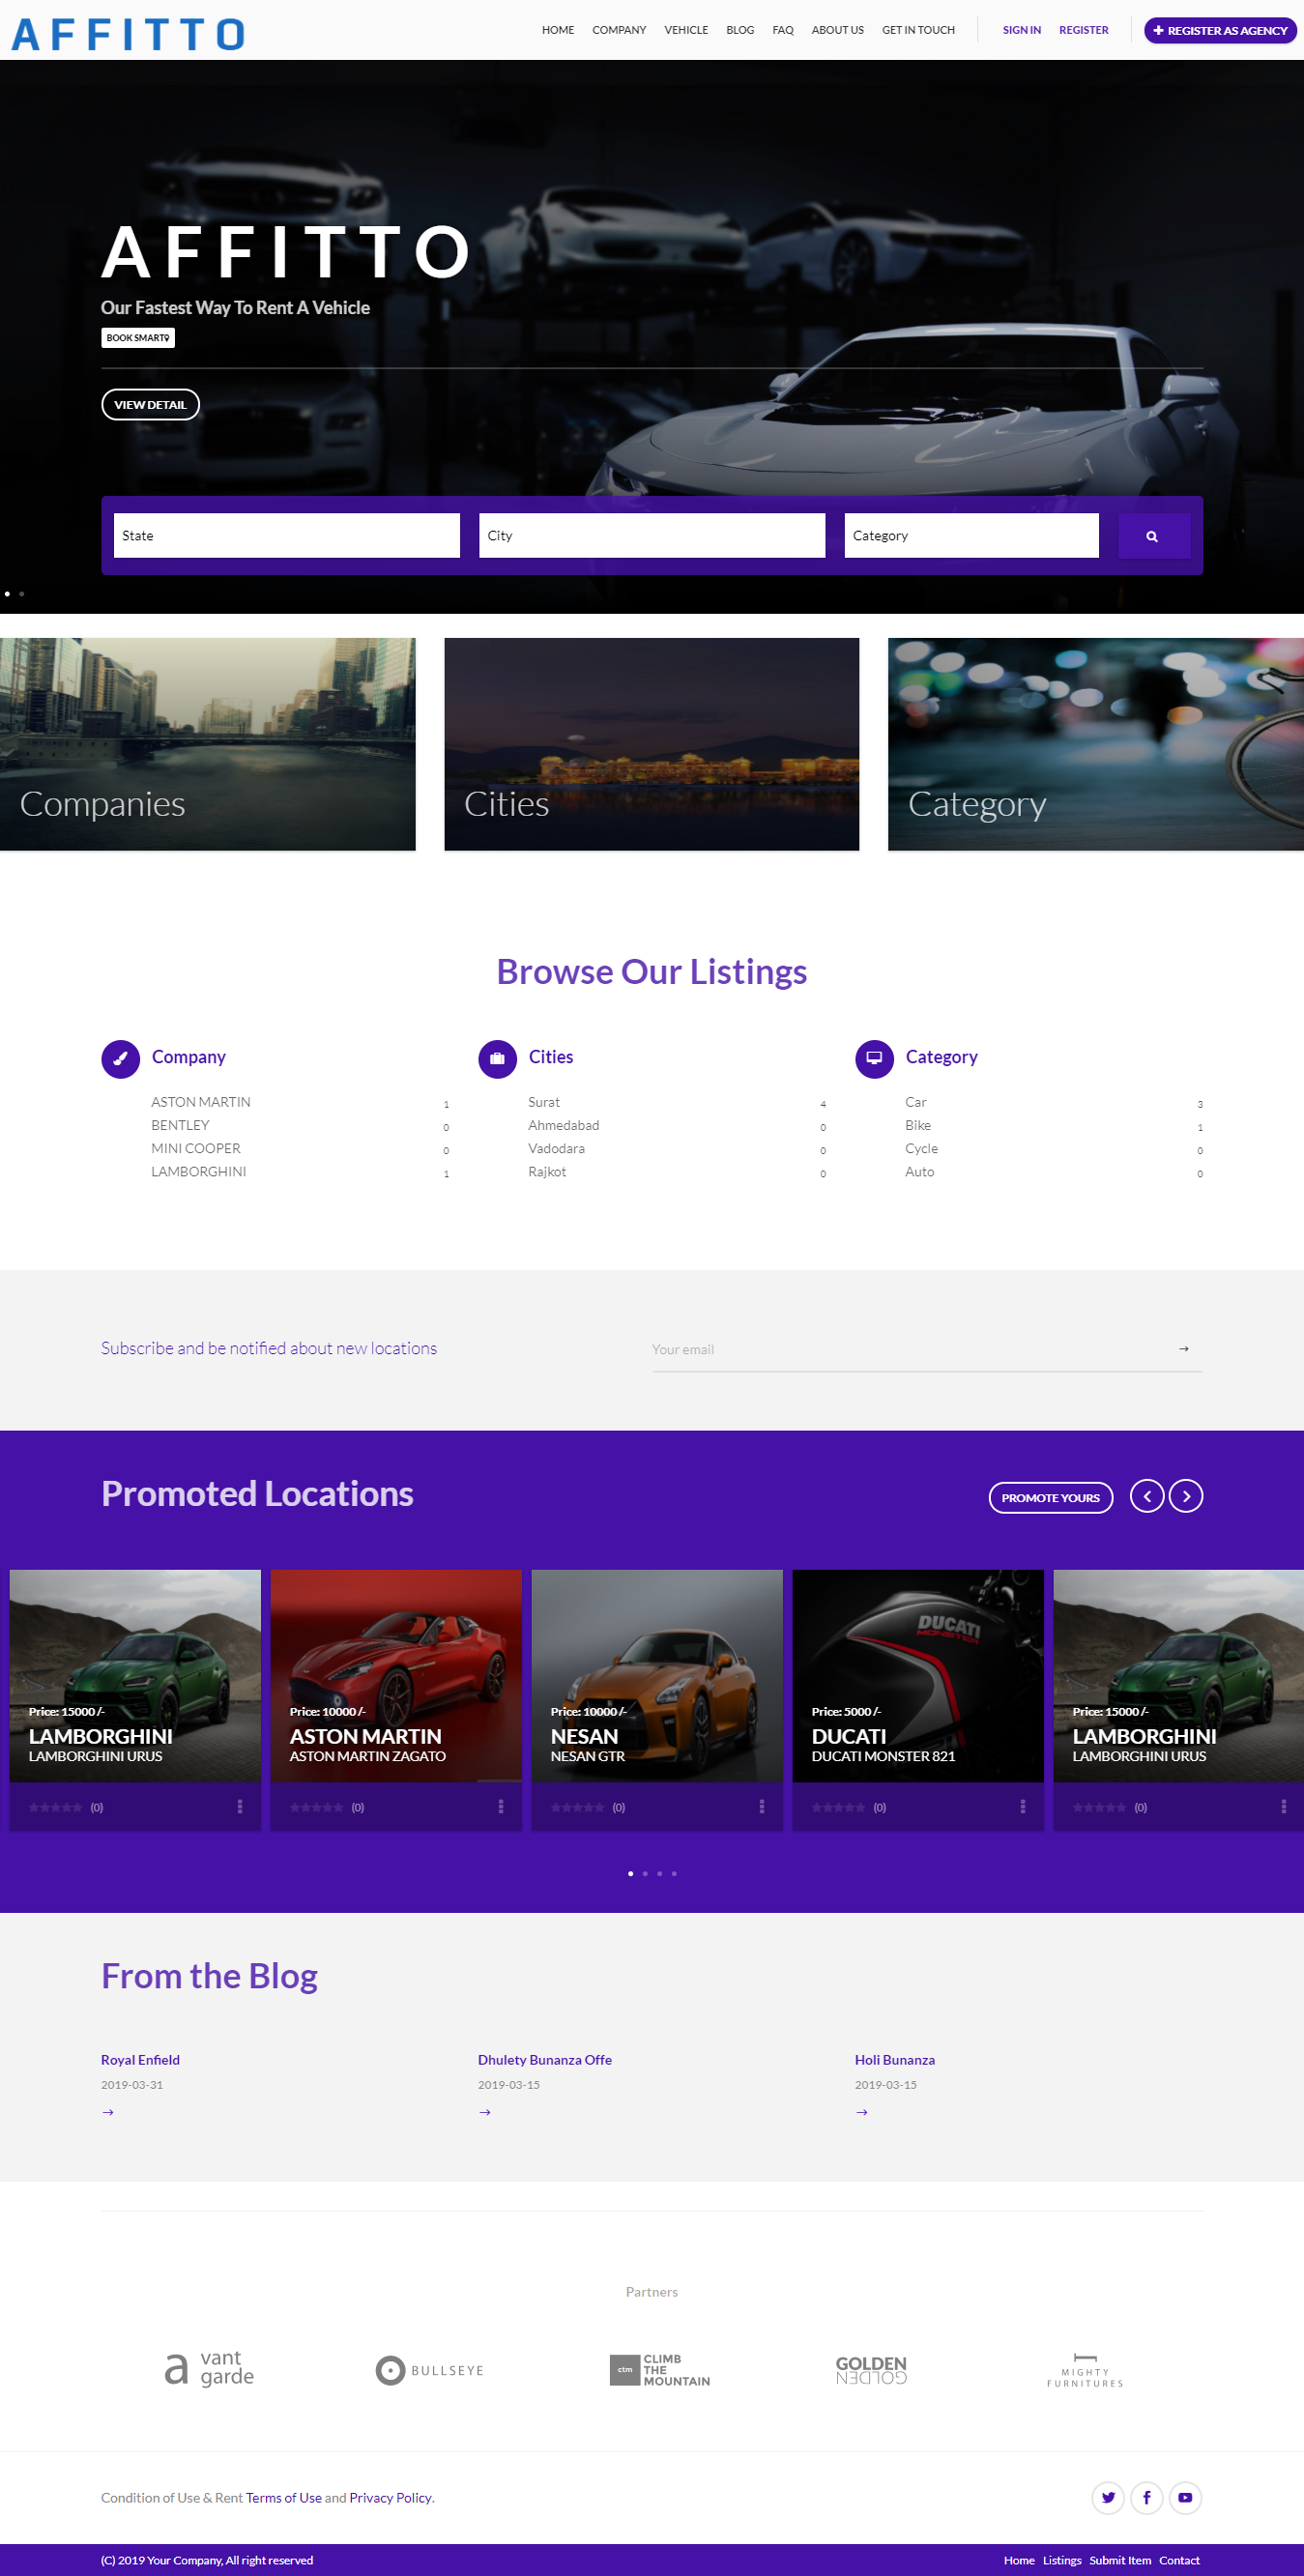 AFFITTO
HOME COMPANY VEHICLE BLOG FAQ ABOUT US GET IN TOUCH SIGN IN REGISTER REGISTER AS AGENCY
AFFITTO
Our Fastest Way To Rent A Vehicle
BOOK SMART
VIEW DETAIL
State City Category
Companies Cities Category
Browse Our Listings
Company Cities Category
ASTON MARTIN 1 Surat 4 Car 3
BENTLEY 0 Ahmedabad 0 Bike 1
MINI COOPER 0 Vadodara 0 Cycle 0
LAMBORGHINI 1 Rajkot 0 Auto 0
Subscribe and be notified about new locations Your email →
Promoted Locations PROMOTE YOURS
DUCATI
MONSTER
Price: 15000 /- Price: 10000 /- Price: 10000 /- Price: 5000 /- Price: 15000 /-
LAMBORGHINI ASTON MARTIN NESAN DUCATI LAMBORGHINI
LAMBORGHINI URUS ASTON MARTIN ZAGATO NESAN GTR DUCATI MONSTER 821 LAMBORGHINI URUS
(0) (0) (0) (0) (0)
From the Blog
Royal Enfield Dhulety Bunanza Offe Holi Bunanza
2019-03-31 2019-03-15 2019-03-15
→ → →
Partners
a vant garde BULLSEYE ctm CLIMB THE MOUNTAIN GOLDEN GOLDEN MIGHTY FURNITURES
Condition of Use & Rent Terms of Use and Privacy Policy.
(C) 2019 Your Company, All right reserved Home Listings Submit Item Contact